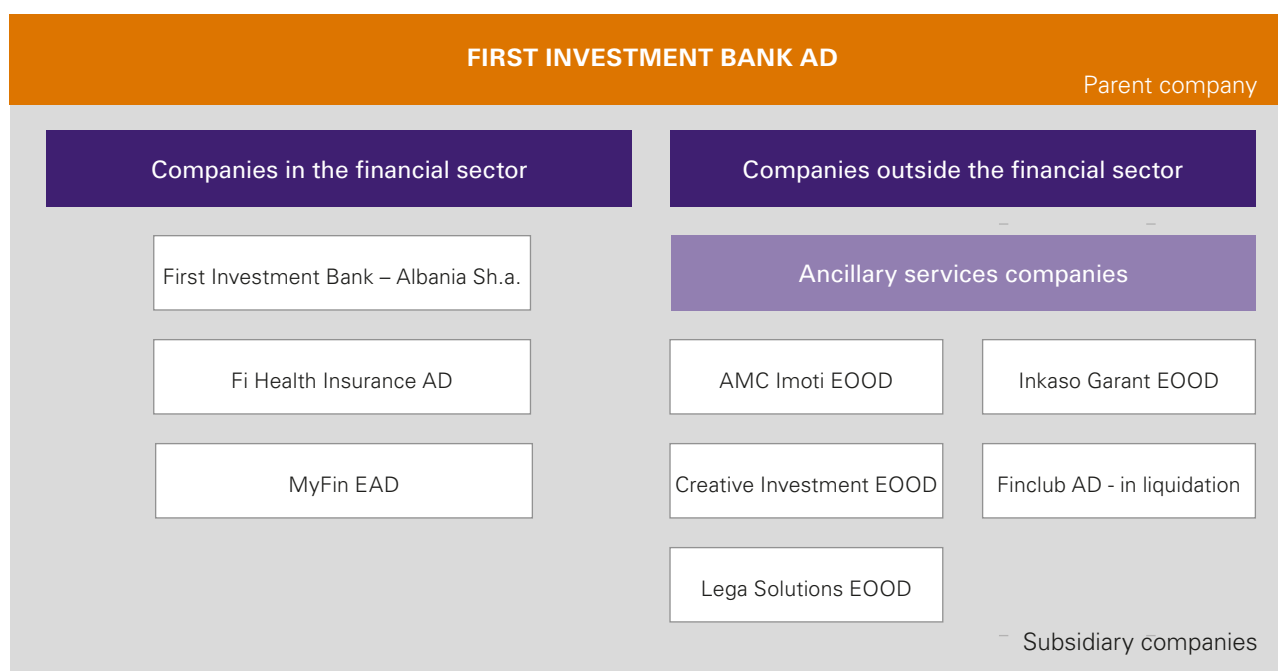 FIRST INVESTMENT BANK AD
Parent company
Companies in the financial sector
First Investment Bank – Albania Sh.a.
Fi Health Insurance AD
MyFin EAD
Companies outside the financial sector
Ancillary services companies
AMC Imoti EOOD
Inkaso Garant EOOD
Creative Investment EOOD
Finclub AD - in liquidation
Lega Solutions EOOD
Subsidiary companies